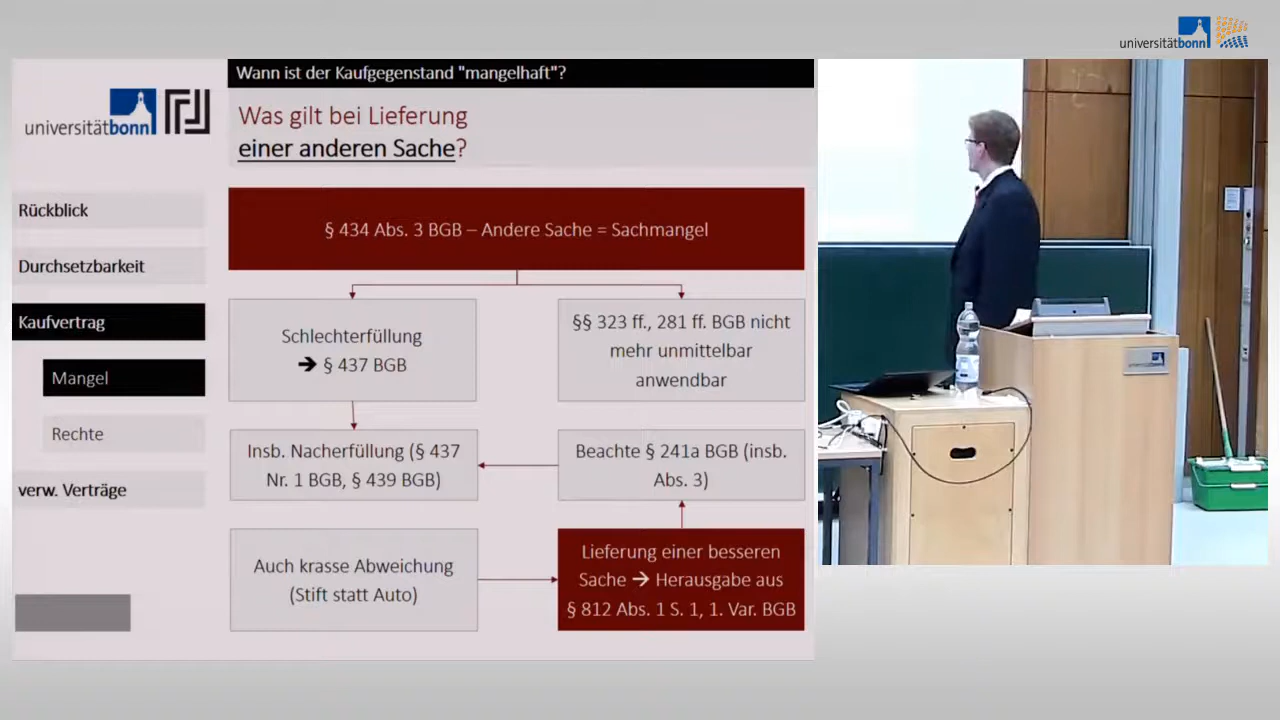 universitätbonn
Wann ist der Kaufgegenstand "mangelhaft"?
universitätbonn
Was gilt bei Lieferung
einer anderen Sache?
Rückblick
Durchsetzbarkeit
Kaufvertrag
Mangel
Rechte
verw. Verträge
§ 434 Abs. 3 BGB – Andere Sache = Sachmangel
Schlechterfüllung
➔ § 437 BGB
§§ 323 ff., 281 ff. BGB nicht
mehr unmittelbar
anwendbar
Insb. Nacherfüllung (§ 437
Nr. 1 BGB, § 439 BGB)
Beachte § 241a BGB (insb.
Abs. 3)
Auch krasse Abweichung
(Stift statt Auto)
Lieferung einer besseren
Sache ➔ Herausgabe aus
§ 812 Abs. 1 S. 1, 1. Var. BGB